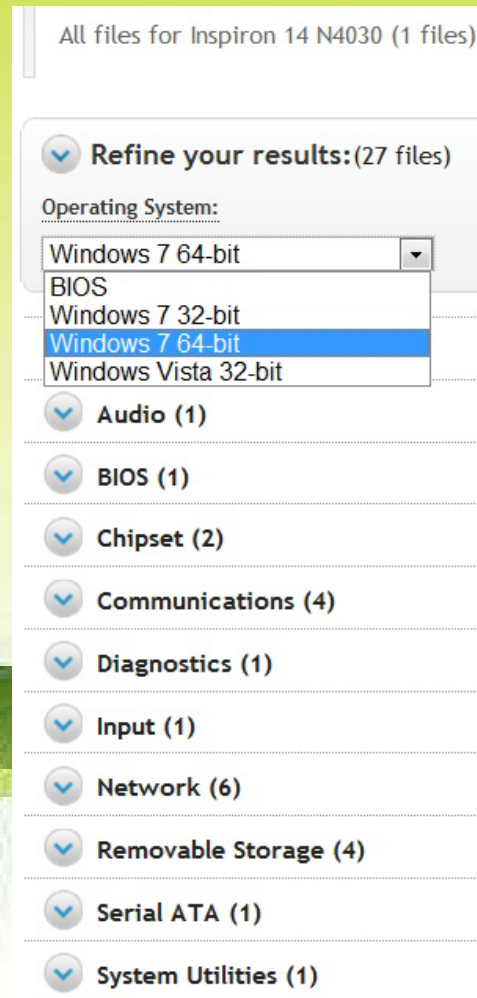 All files for Inspiron 14 N4030 (1 files)
Refine your results:(27 files)
Operating System:
Windows 7 64-bit
BIOS
Windows 7 32-bit
Windows 7 64-bit
Windows Vista 32-bit
Audio (1)
BIOS (1)
Chipset (2)
Communications (4)
Diagnostics (1)
Input (1)
Network (6)
Removable Storage (4)
Serial ATA (1)
System Utilities (1)